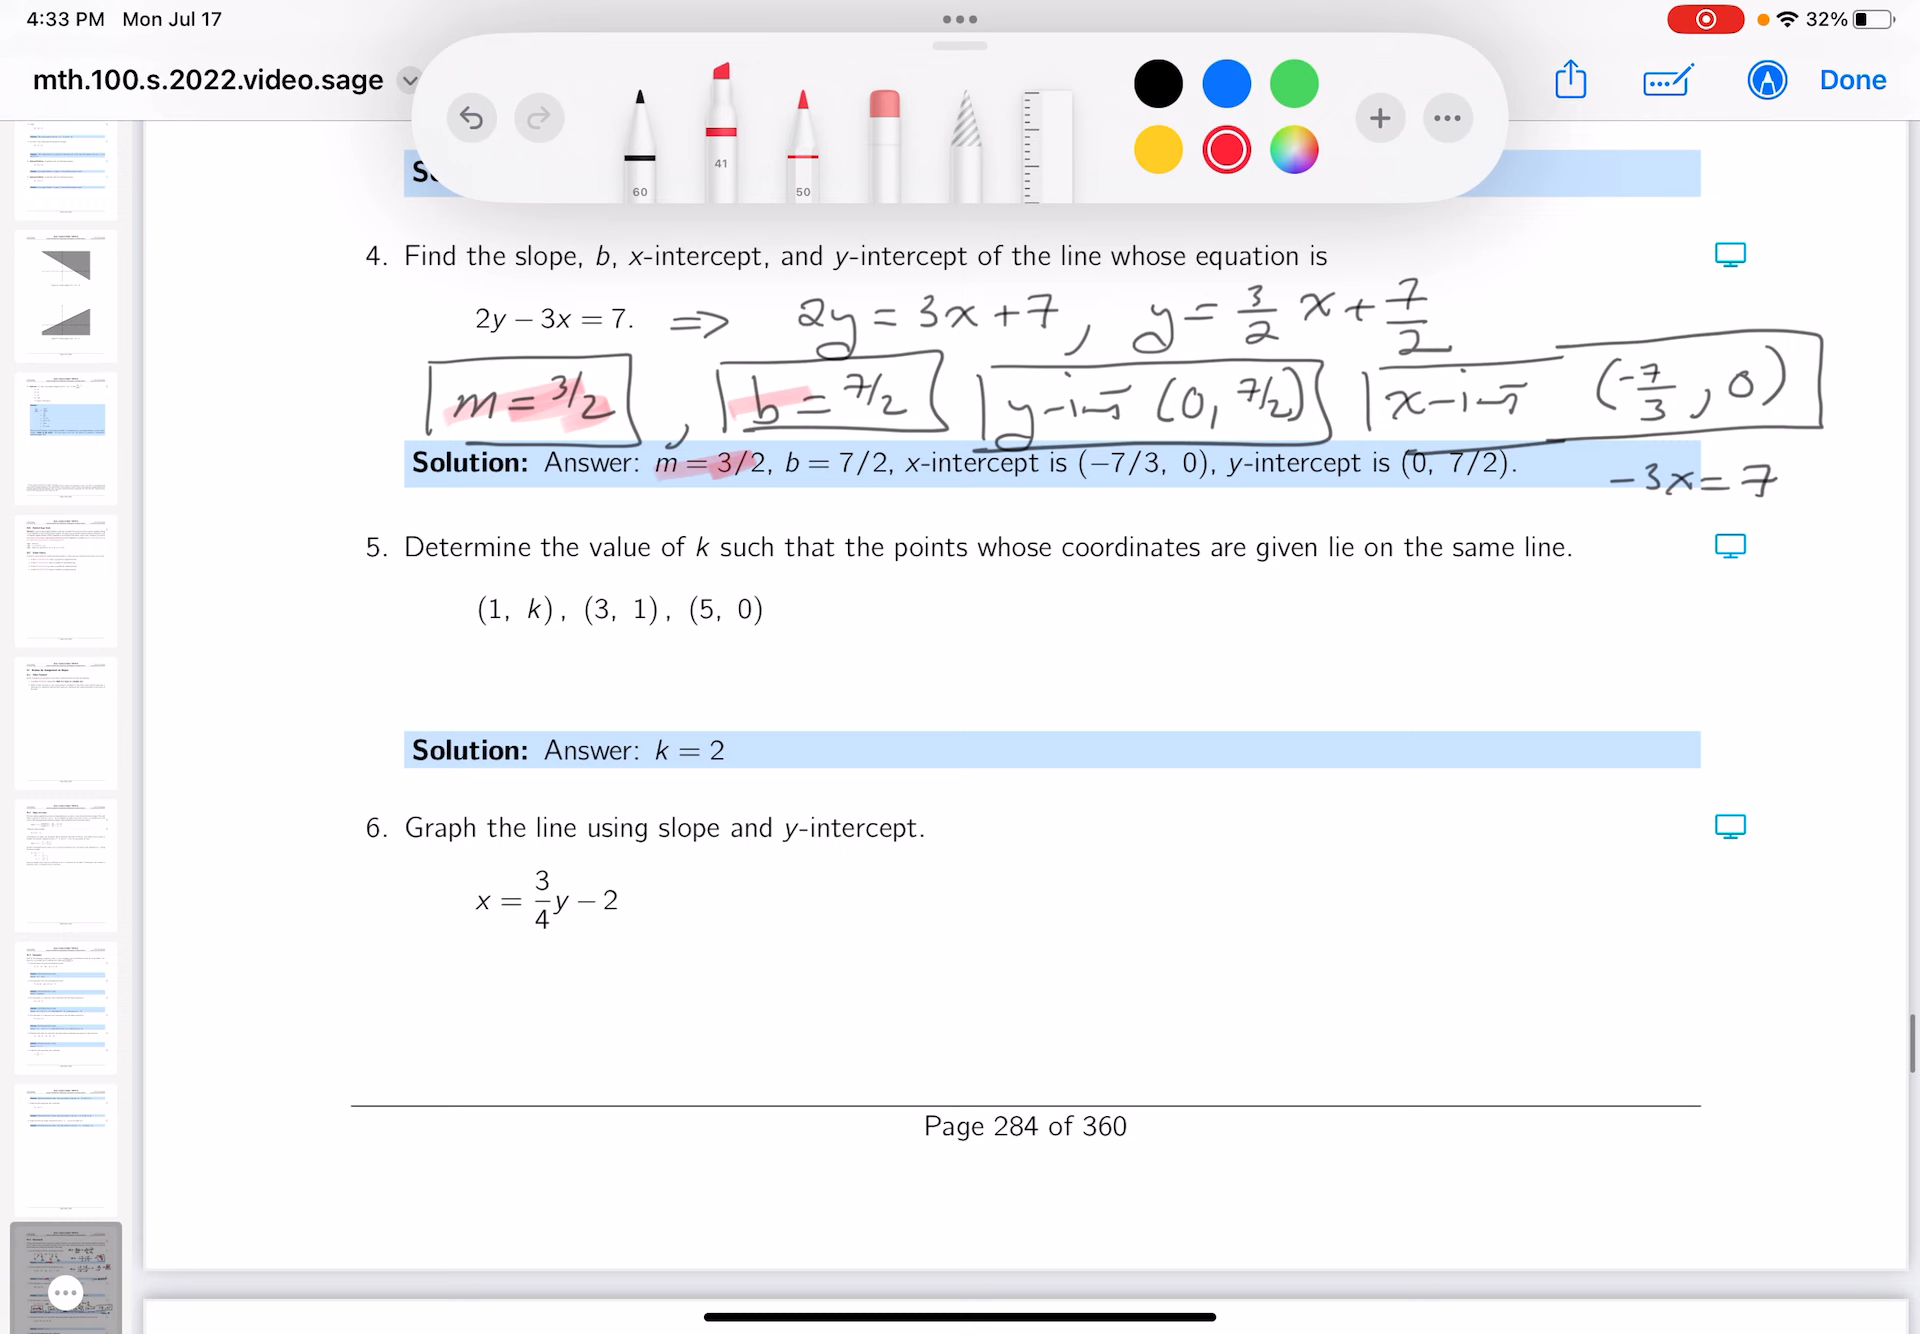 4:33 PM Mon Jul 17
32%
mth.100.s.2022.video.sage
Done
60
41
50
4. Find the slope, b, x-intercept, and y-intercept of the line whose equation is
2y − 3x = 7. ⇒ 2y = 3x + 7, y = 3/2 x + 7/2
m = 3/2, b = 7/2 y-int (0, 7/2) x-int (-7/3, 0)
Solution: Answer: m = 3/2, b = 7/2, x-intercept is (−7/3, 0), y-intercept is (0, 7/2).
-3x = 7
5. Determine the value of k such that the points whose coordinates are given lie on the same line.
(1, k), (3, 1), (5, 0)
Solution: Answer: k = 2
6. Graph the line using slope and y-intercept.
x = 3/4 y − 2
Page 284 of 360